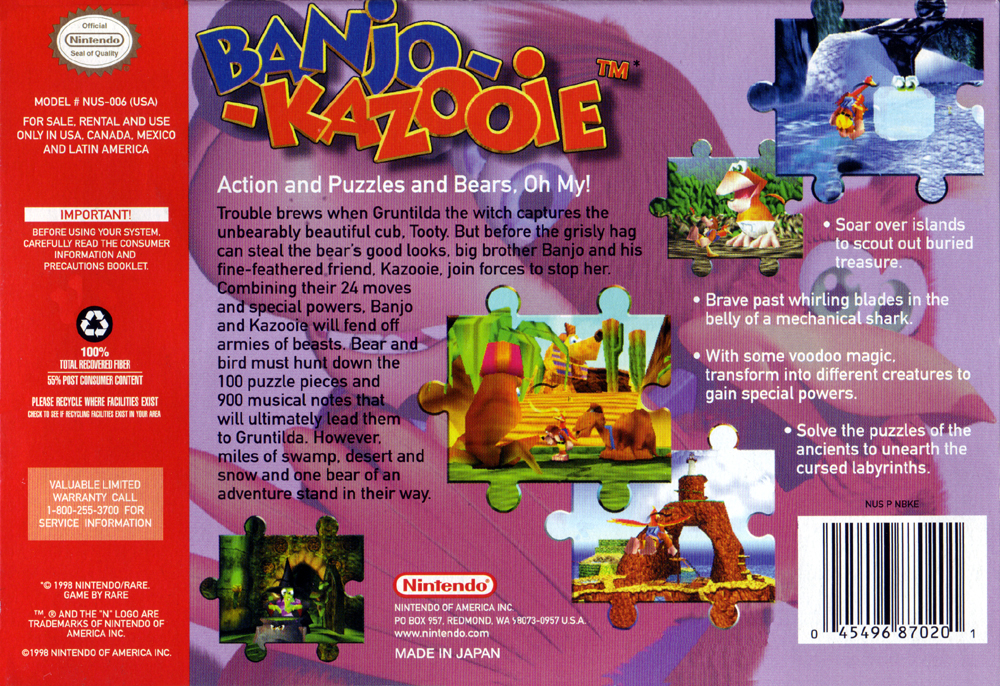 Official
Nintendo
Seal of Quality
MODEL # NUS-006 (USA)
FOR SALE, RENTAL AND USE
ONLY IN USA, CANADA, MEXICO
AND LATIN AMERICA
IMPORTANT!
BEFORE USING YOUR SYSTEM,
CAREFULLY READ THE CONSUMER
INFORMATION AND
PRECAUTIONS BOOKLET.
100%
TOTAL RECOVERED FIBER
55% POST CONSUMER CONTENT
PLEASE RECYCLE WHERE FACILITIES EXIST
CHECK TO SEE IF RECYCLING FACILITIES EXIST IN YOUR AREA
VALUABLE LIMITED
WARRANTY CALL
1-800-255-3700 FOR
SERVICE INFORMATION
*© 1998 NINTENDO/RARE.
GAME BY RARE
™, ® AND THE "N" LOGO ARE
TRADEMARKS OF NINTENDO OF
AMERICA INC.
©1998 NINTENDO OF AMERICA INC.
BANJO-
-KAZOOIE™*
Action and Puzzles and Bears, Oh My!
Trouble brews when Gruntilda the witch captures the
unbearably beautiful cub, Tooty. But before the grisly hag
can steal the bear's good looks, big brother Banjo and his
fine-feathered friend, Kazooie, join forces to stop her.
Combining their 24 moves
and special powers, Banjo
and Kazooie will fend off
armies of beasts. Bear and
bird must hunt down the
100 puzzle pieces and
900 musical notes that
will ultimately lead them
to Gruntilda. However,
miles of swamp, desert and
snow and one bear of an
adventure stand in their way.
• Soar over islands
to scout out buried
treasure.
• Brave past whirling blades in the
belly of a mechanical shark.
• With some voodoo magic,
transform into different creatures to
gain special powers.
• Solve the puzzles of the
ancients to unearth the
cursed labyrinths.
Nintendo®
NINTENDO OF AMERICA INC.
PO BOX 957, REDMOND, WA 98073-0957 U.S.A.
www.nintendo.com
MADE IN JAPAN
NUS P NBKE
0 45496 87020 1